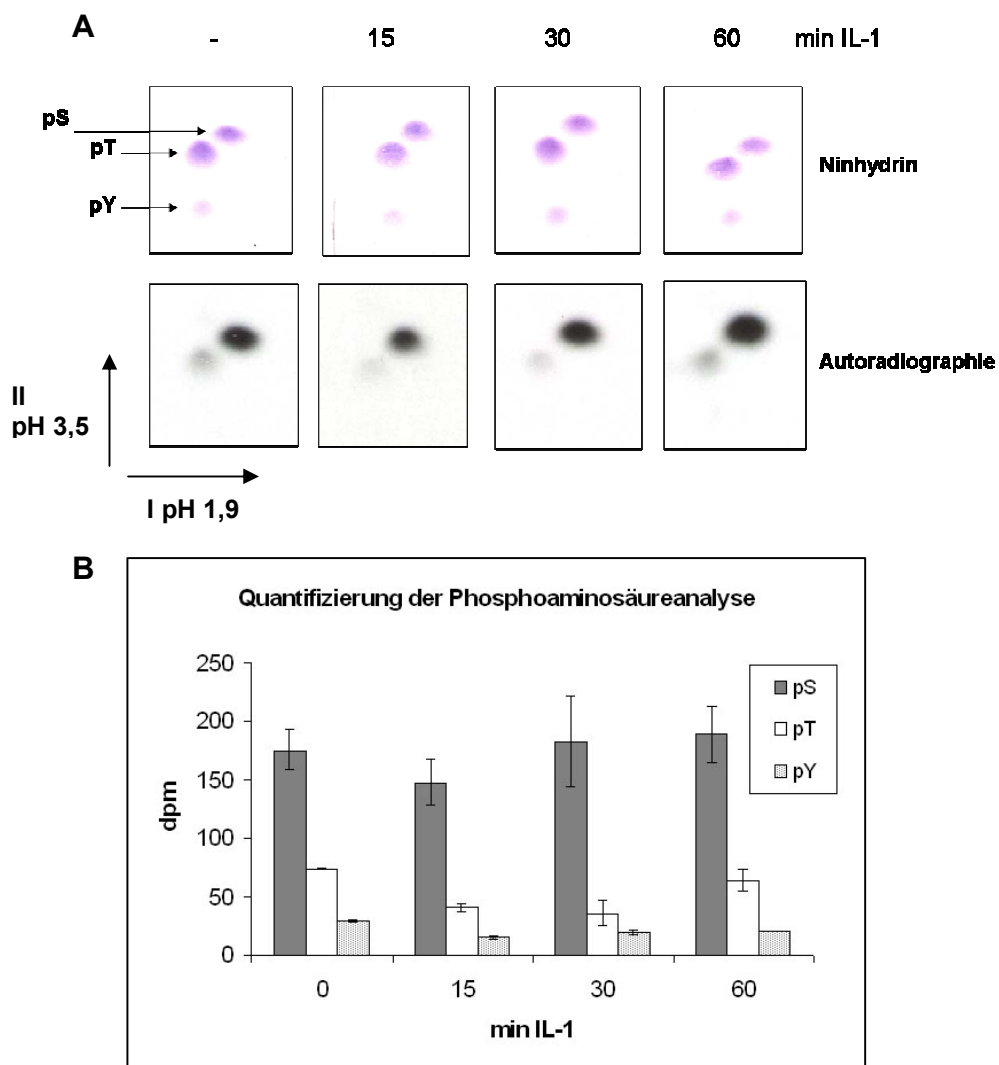 A
- 15 30 60 min IL-1
pS
pT
pY
Ninhydrin
Autoradiographie
II
pH 3,5
I pH 1,9
B
Quantifizierung der Phosphoaminosäureanalyse
250
200
150
100
50
0
dpm
0 15 30 60
min IL-1
pS
pT
pY